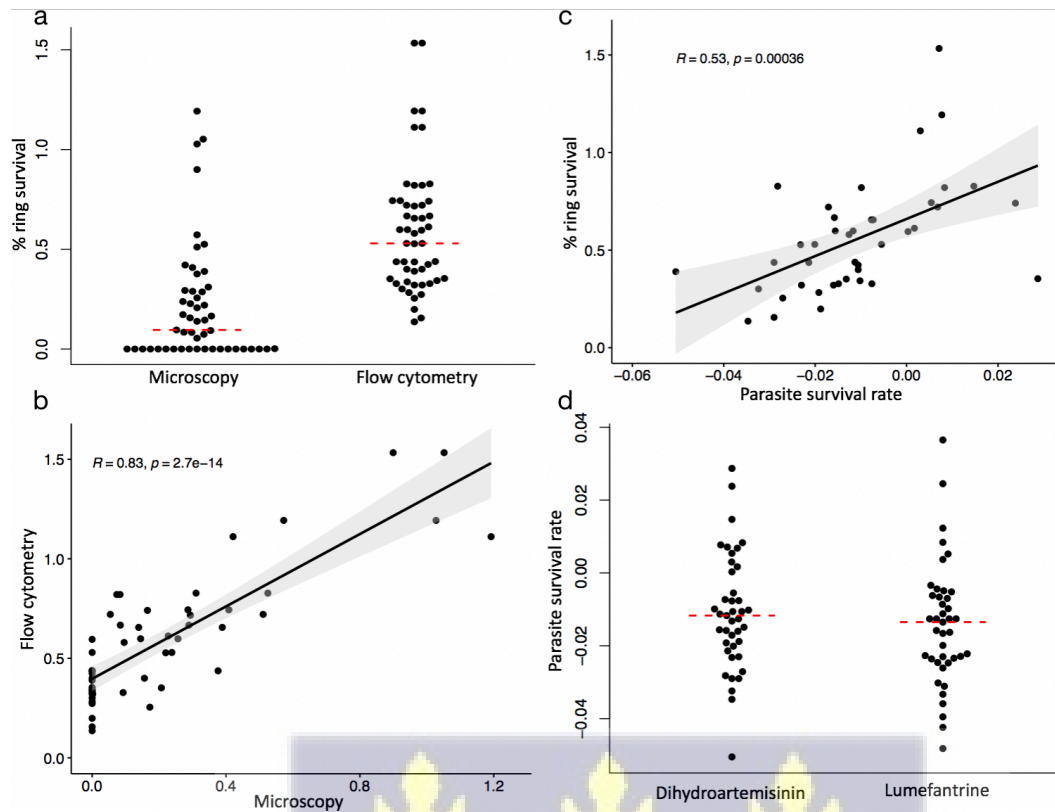 a
% ring survival
1.5
1.0
0.5
0.0
Microscopy
Flow cytometry
c
% ring survival
1.5
1.0
0.5
0.0
R = 0.53, p = 0.00036
−0.06
−0.04
−0.02
0.00
0.02
Parasite survival rate
b
Flow cytometry
1.5
1.0
0.5
0.0
R = 0.83, p = 2.7e−14
0.0
0.4
0.8
1.2
Microscopy
d
Parasite survival rate
0.04
0.02
0.00
−0.02
−0.04
Dihydroartemisinin
Lumefantrine